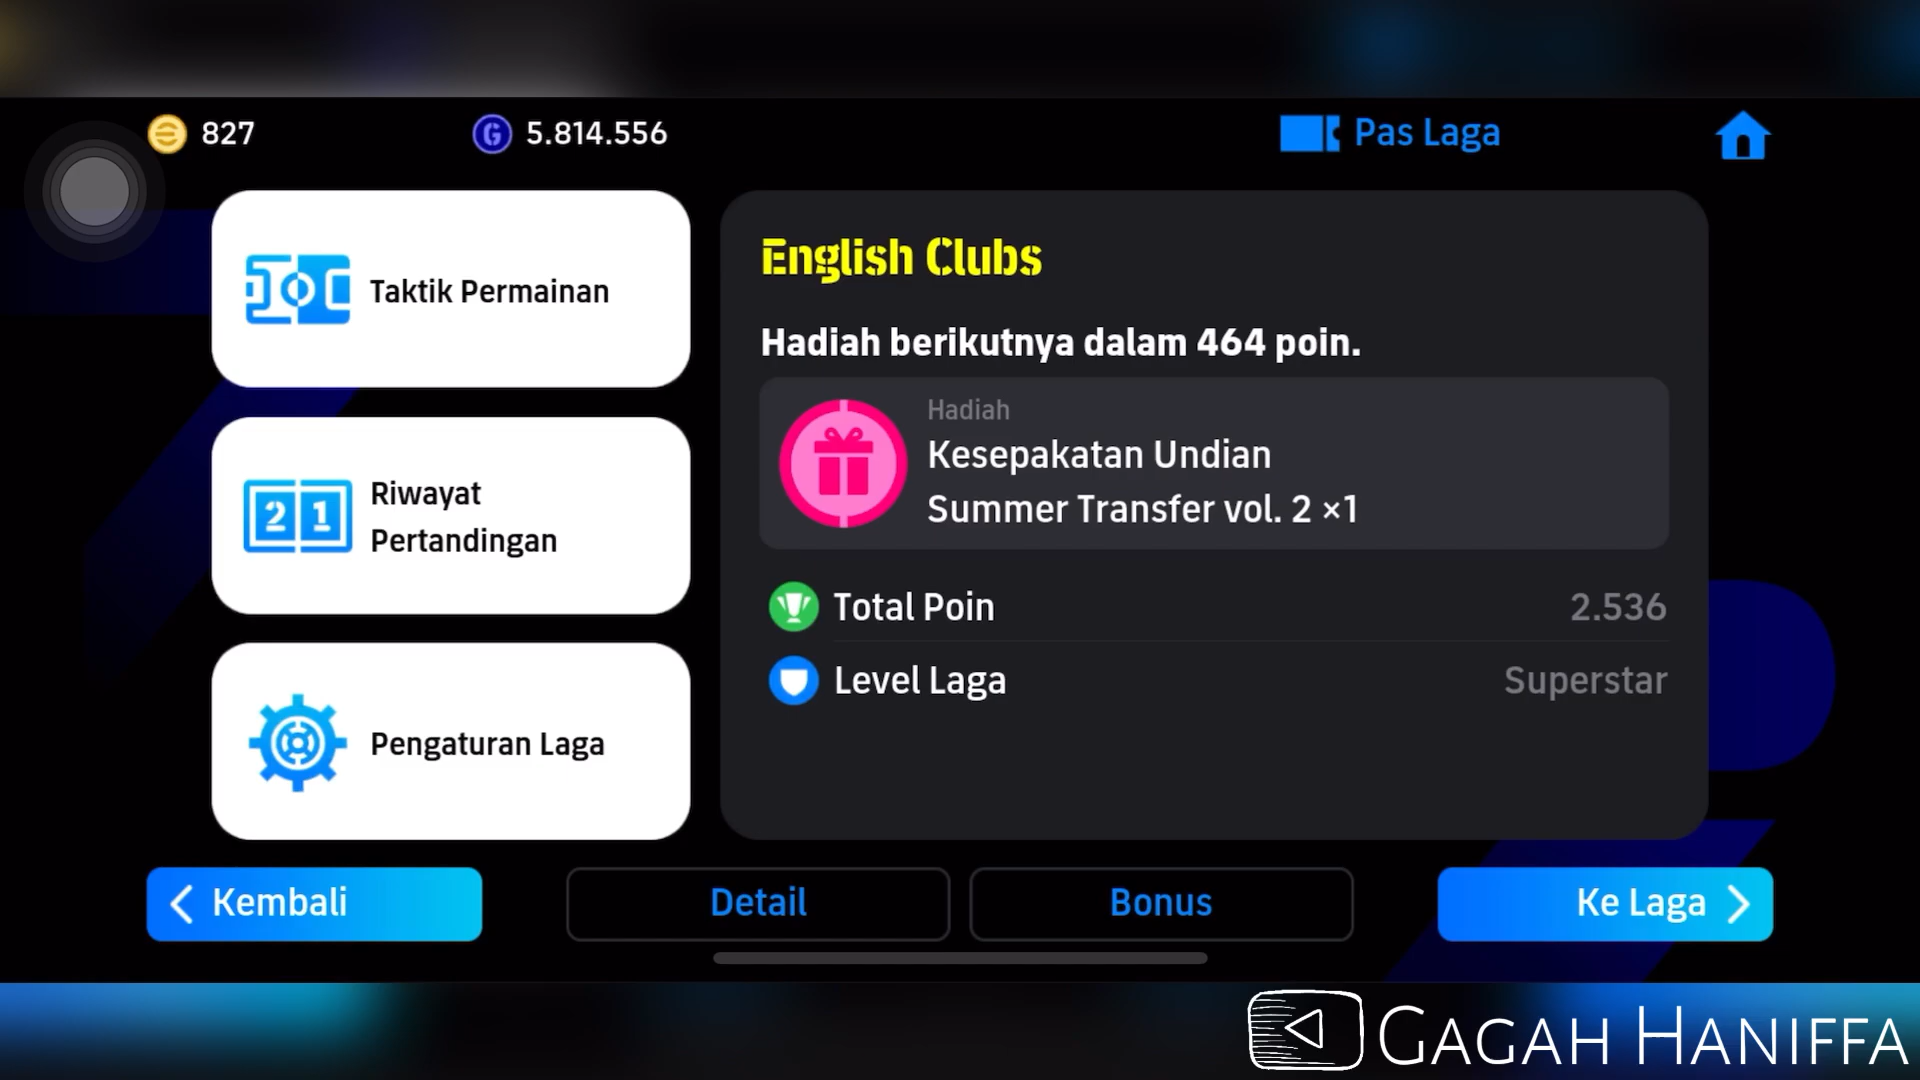 827
5.814.556
Pas Laga
Taktik Permainan
Riwayat
Pertandingan
Pengaturan Laga
English Clubs
Hadiah berikutnya dalam 464 poin.
Hadiah
Kesepakatan Undian
Summer Transfer vol. 2 ×1
Total Poin 2.536
Level Laga Superstar
Kembali
Detail
Bonus
Ke Laga
GAGAH HANIFFA